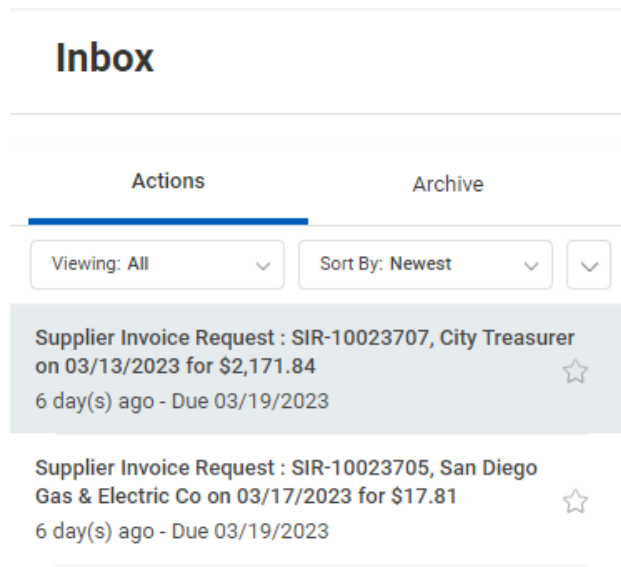 Inbox
Actions
Archive
Viewing: All
Sort By: Newest
Supplier Invoice Request : SIR-10023707, City Treasurer
on 03/13/2023 for $2,171.84
6 day(s) ago - Due 03/19/2023
Supplier Invoice Request : SIR-10023705, San Diego
Gas & Electric Co on 03/17/2023 for $17.81
6 day(s) ago - Due 03/19/2023